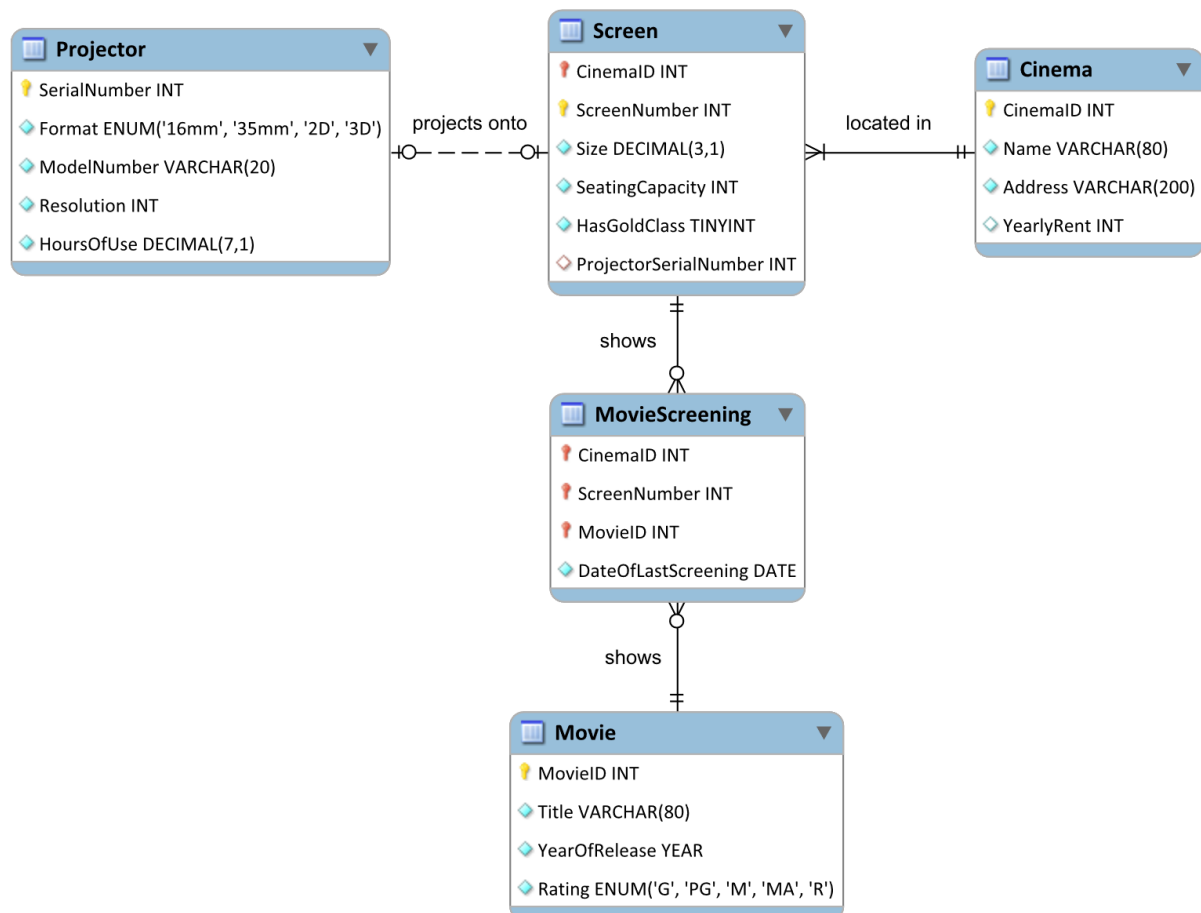 Projector
SerialNumber INT
Format ENUM('16mm', '35mm', '2D', '3D')
ModelNumber VARCHAR(20)
Resolution INT
HoursOfUse DECIMAL(7,1)
projects onto
Screen
CinemaID INT
ScreenNumber INT
Size DECIMAL(3,1)
SeatingCapacity INT
HasGoldClass TINYINT
ProjectorSerialNumber INT
located in
Cinema
CinemaID INT
Name VARCHAR(80)
Address VARCHAR(200)
YearlyRent INT
shows
MovieScreening
CinemaID INT
ScreenNumber INT
MovieID INT
DateOfLastScreening DATE
shows
Movie
MovieID INT
Title VARCHAR(80)
YearOfRelease YEAR
Rating ENUM('G', 'PG', 'M', 'MA', 'R')